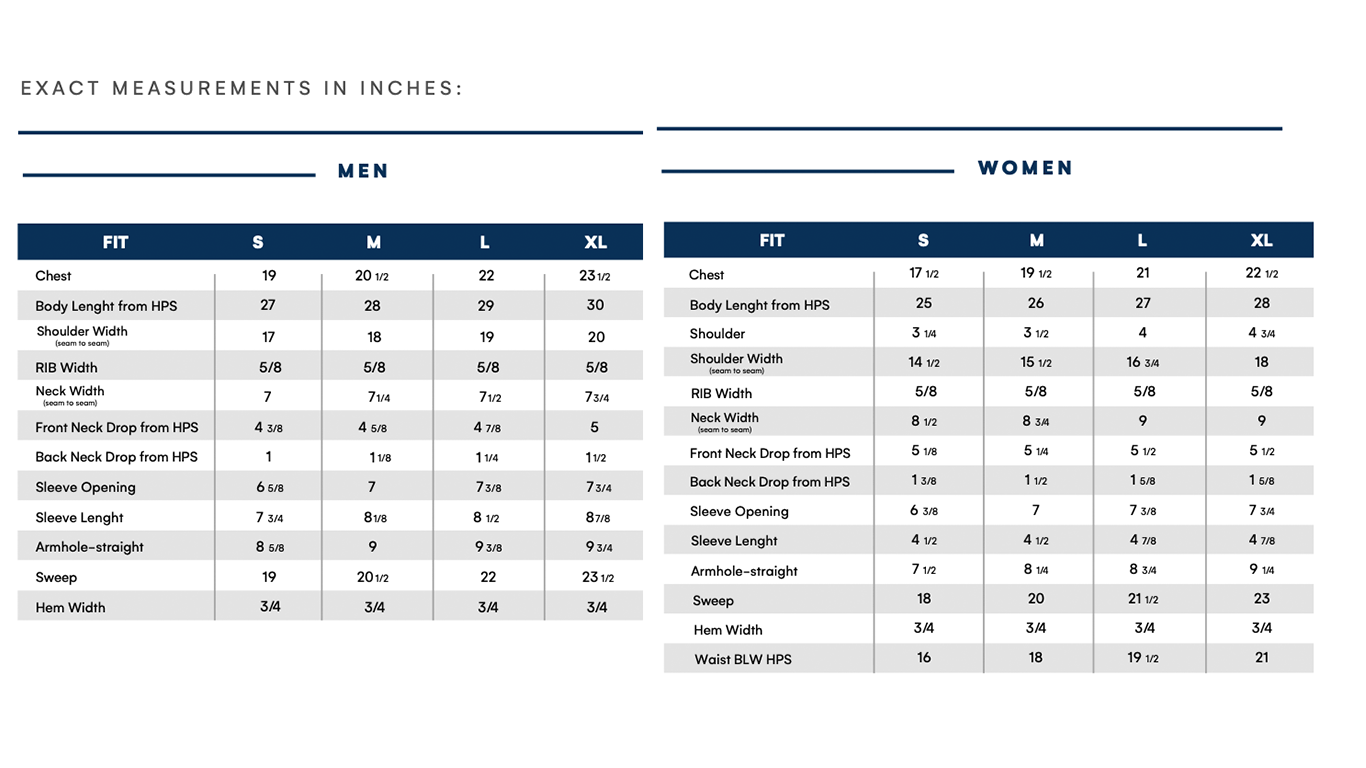 EXACT MEASUREMENTS IN INCHES:
MEN
FIT S M L XL
Chest 19 20 1/2 22 23 1/2
Body Lenght from HPS 27 28 29 30
Shoulder Width 17 18 19 20
(seam to seam)
RIB Width 5/8 5/8 5/8 5/8
Neck Width 7 7 1/4 7 1/2 7 3/4
(seam to seam)
Front Neck Drop from HPS 4 3/8 4 5/8 4 7/8 5
Back Neck Drop from HPS 1 1 1/8 1 1/4 1 1/2
Sleeve Opening 6 5/8 7 7 3/8 7 3/4
Sleeve Lenght 7 3/4 8 1/8 8 1/2 8 7/8
Armhole-straight 8 5/8 9 9 3/8 9 3/4
Sweep 19 20 1/2 22 23 1/2
Hem Width 3/4 3/4 3/4 3/4
WOMEN
FIT S M L XL
Chest 17 1/2 19 1/2 21 22 1/2
Body Lenght from HPS 25 26 27 28
Shoulder 3 1/4 3 1/2 4 4 3/4
Shoulder Width 14 1/2 15 1/2 16 3/4 18
(seam to seam)
RIB Width 5/8 5/8 5/8 5/8
Neck Width 8 1/2 8 3/4 9 9
(seam to seam)
Front Neck Drop from HPS 5 1/8 5 1/4 5 1/2 5 1/2
Back Neck Drop from HPS 1 3/8 1 1/2 1 5/8 1 5/8
Sleeve Opening 6 3/8 7 7 3/8 7 3/4
Sleeve Lenght 4 1/2 4 1/2 4 7/8 4 7/8
Armhole-straight 7 1/2 8 1/4 8 3/4 9 1/4
Sweep 18 20 21 1/2 23
Hem Width 3/4 3/4 3/4 3/4
Waist BLW HPS 16 18 19 1/2 21